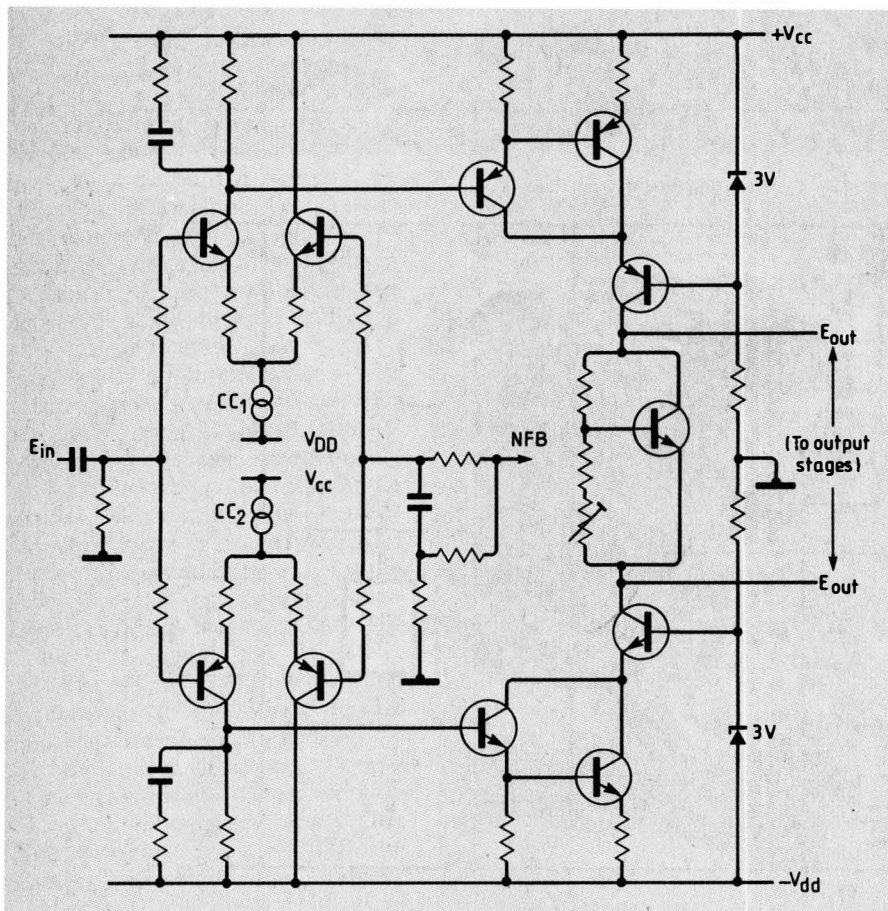 +Vcc
3V
Eout
CC1
VDD
NFB
(To output
stages)
Ein
Vcc
CC2
Eout
3V
−Vdd